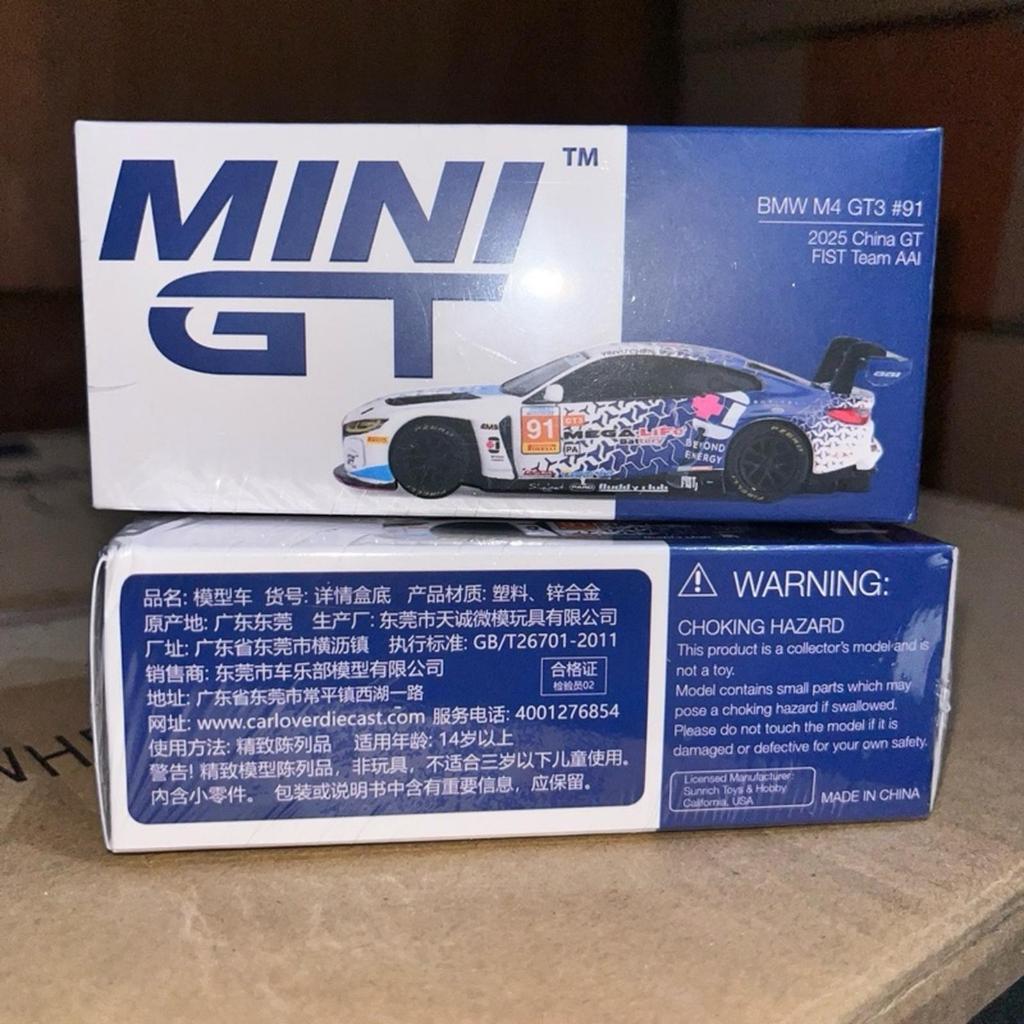 MINI
GT
TM
BMW M4 GT3 #91
2025 China GT
FIST Team AAI
91
GT3
MEGA LiFe
Battery
PA
BEYOND
ENERGY
Buddy club
品名: 模型车 货号: 详情盒底 产品材质: 塑料、锌合金
原产地: 广东东莞 生产厂: 东莞市天诚微模玩具有限公司
厂址: 广东省东莞市横沥镇 执行标准: GB/T26701-2011
销售商: 东莞市车乐部模型有限公司
合格证
检验员02
地址: 广东省东莞市常平镇西湖一路
网址: www.carloverdiecast.com 服务电话: 4001276854
使用方法: 精致陈列品 适用年龄: 14岁以上
警告! 精致模型陈列品，非玩具，不适合三岁以下儿童使用。
内含小零件。 包装或说明书中含有重要信息，应保留。
WARNING:
CHOKING HAZARD
This product is a collector's model and is
not a toy.
Model contains small parts which may
pose a choking hazard if swallowed.
Please do not touch the model if it is
damaged or defective for your own safety.
Licensed Manufacturer:
Sunrich Toys & Hobby
California, USA
MADE IN CHINA